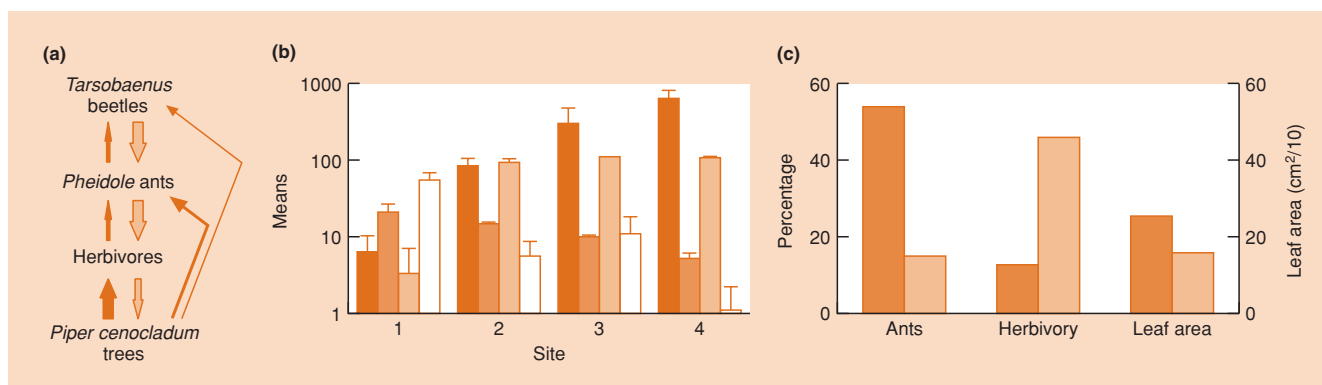 (a)
Tarsobaenus
beetles
Pheidole ants
Herbivores
Piper cenocladum
trees
(b)
1000
100
10
1
Means
1 2 3 4
Site
(c)
60
40
20
0
Percentage
Ants Herbivory Leaf area
60
40
20
0
Leaf area (cm²/10)